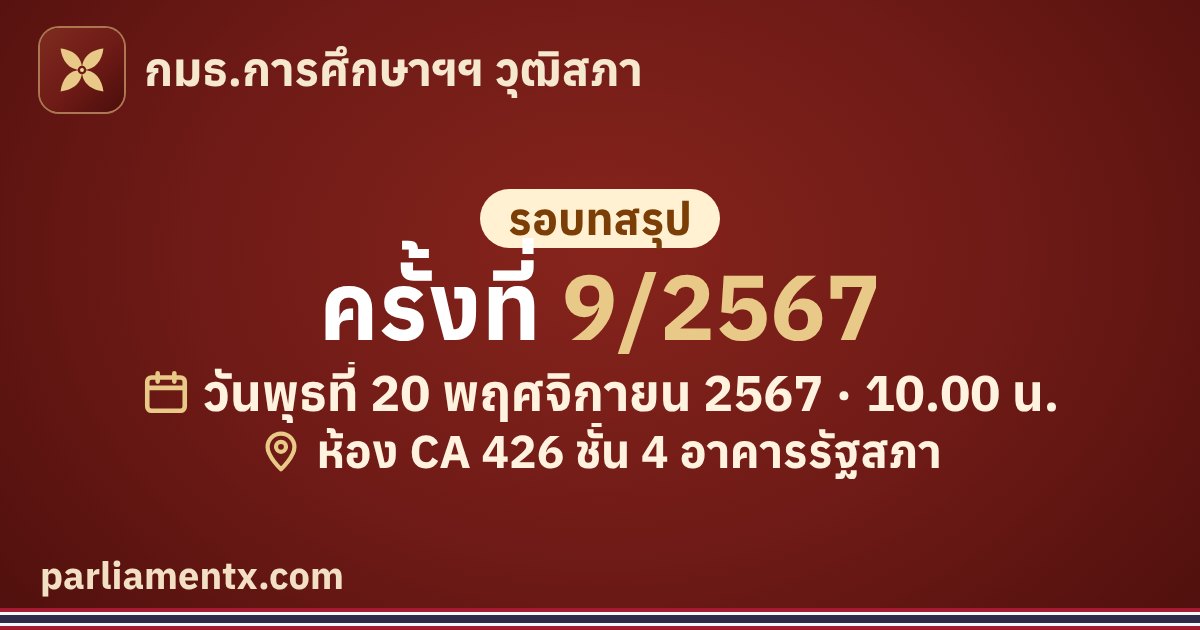 กมธ.การศึกษาฯฯ วุฒิสภา
รอบทสรุป
ครั้งที่ 9/2567
วันพุธที่ 20 พฤศจิกายน 2567 · 10.00 น.
ห้อง CA 426 ชั้น 4 อาคารรัฐสภา
parliamentx.com